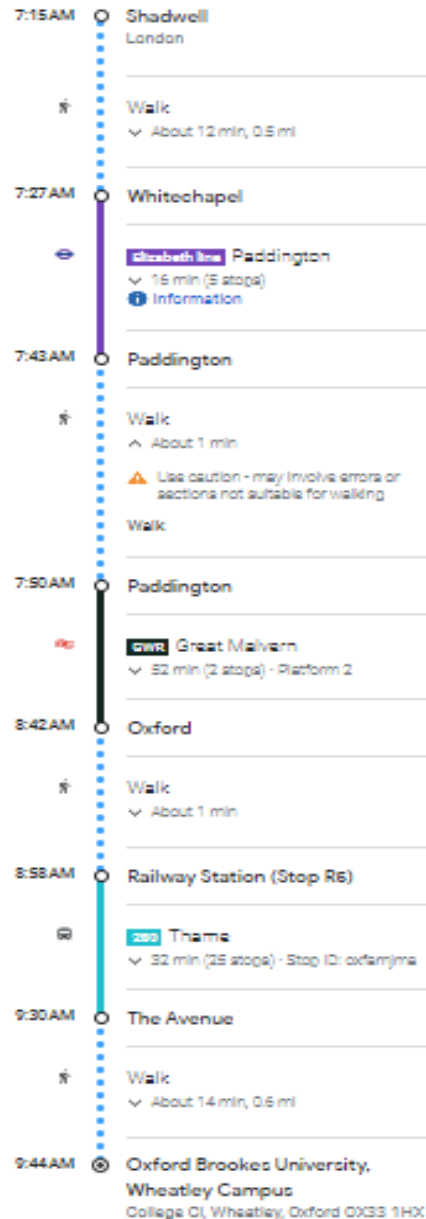 7:15 AM Shadwell
London
Walk
About 12 min, 0.5 mi
7:27 AM Whitechapel
Elizabeth line Paddington
16 min (5 stops)
Information
7:43 AM Paddington
Walk
About 1 min
Use caution - may involve errors or
sections not suitable for walking
Walk
7:50 AM Paddington
GWR Great Malvern
52 min (2 stops) · Platform 2
8:42 AM Oxford
Walk
About 1 min
8:58 AM Railway Station (Stop R6)
280 Thame
32 min (25 stops) · Stop ID: oxfamjma
9:30 AM The Avenue
Walk
About 14 min, 0.6 mi
9:44 AM Oxford Brookes University,
Wheatley Campus
College Cl, Wheatley, Oxford OX33 1HX